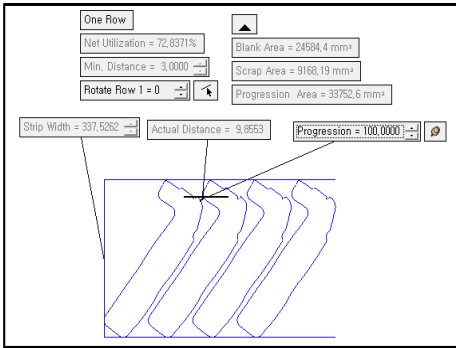 One Row
Net Utilization = 72,8371%
Blank Area = 24584,4 mm²
Min, Distance = 3,0000
Scrap Area = 9168,19 mm²
Rotate Row 1 = 0
Progression Area = 33752,6 mm²
Strip Width = 337,5262
Actual Distance = 9,8553
Progression = 100,0000